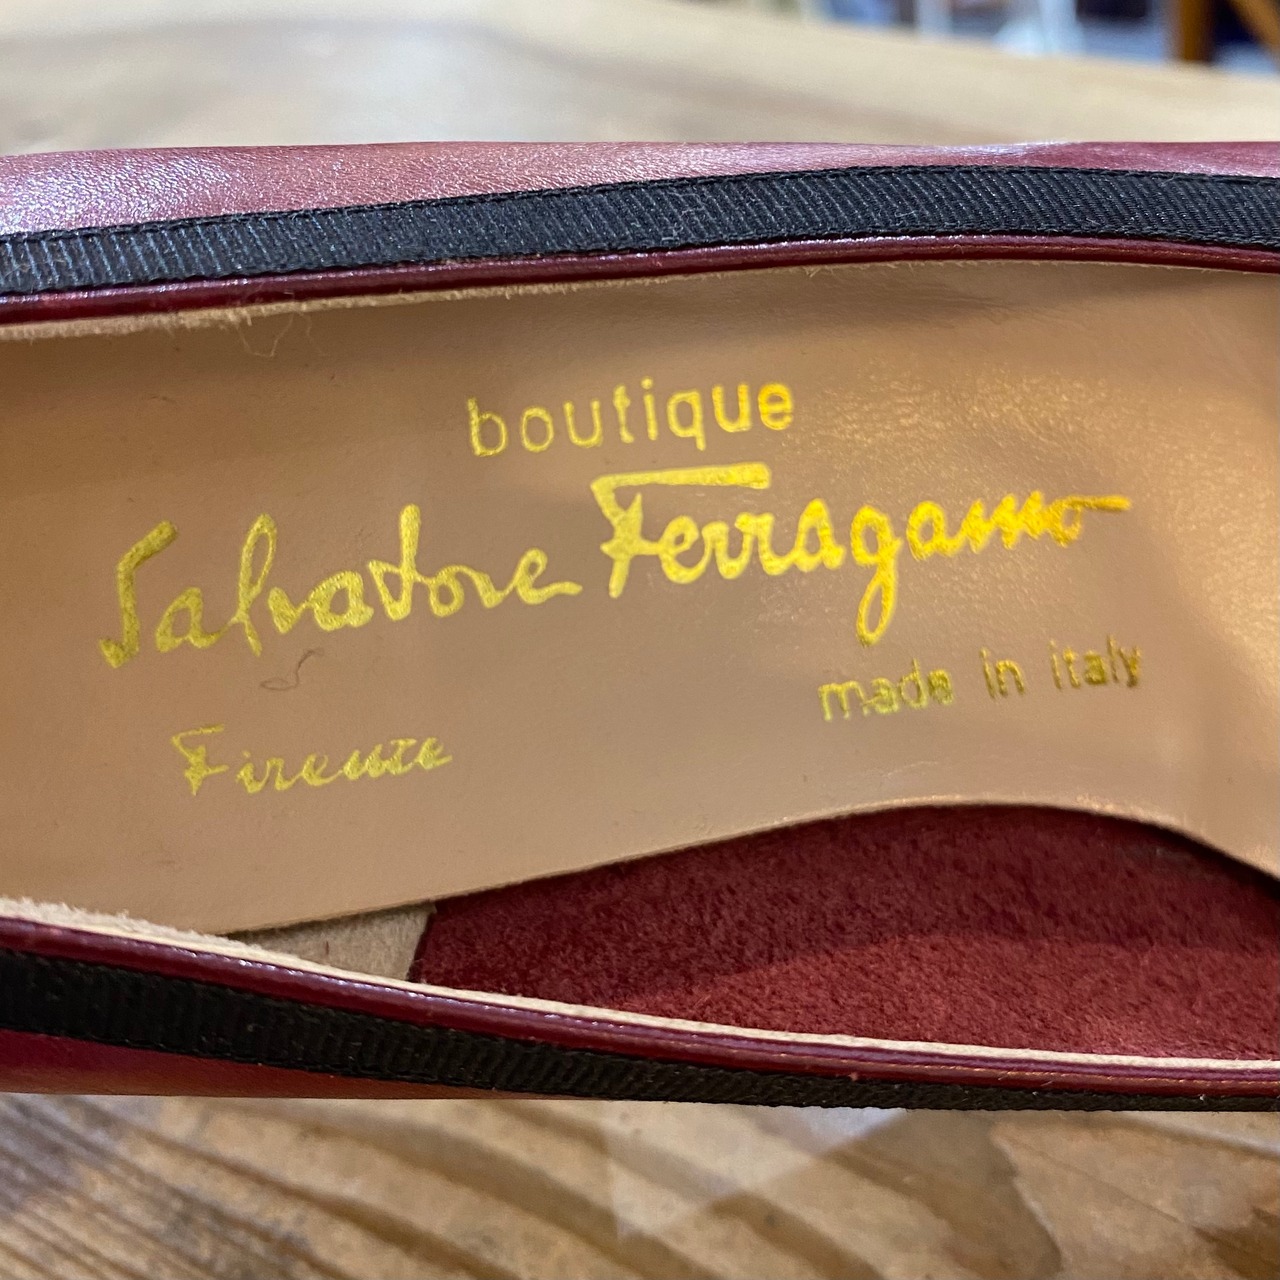 boutique
Salvatore Ferragamo
made in italy
Firenze